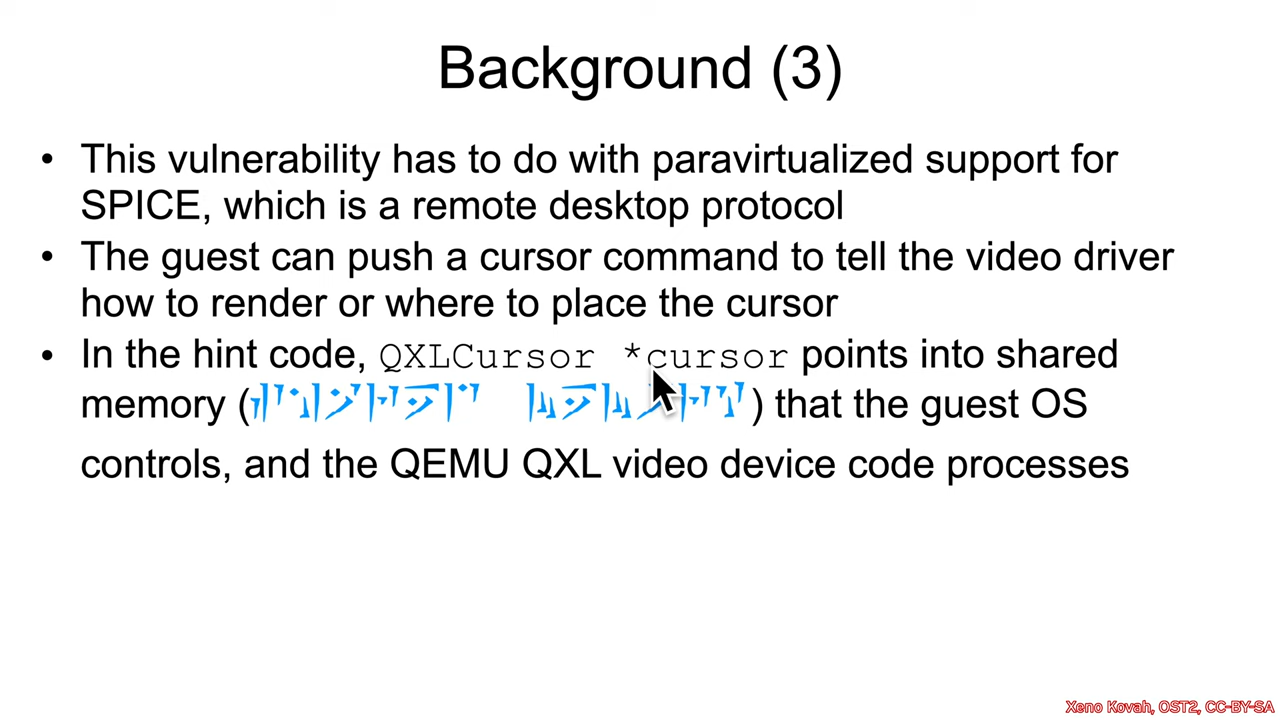 Background (3)
• This vulnerability has to do with paravirtualized support for
SPICE, which is a remote desktop protocol
• The guest can push a cursor command to tell the video driver
how to render or where to place the cursor
• In the hint code, QXLCursor *cursor points into shared
memory ( ) that the guest OS
controls, and the QEMU QXL video device code processes
Xeno Kovah, OST2, CC-BY-SA